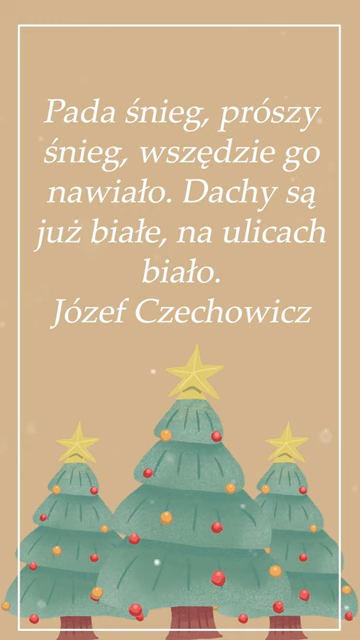 Pada śnieg, prószy
śnieg, wszędzie go
nawiało. Dachy są
już białe, na ulicach
biało.
Józef Czechowicz